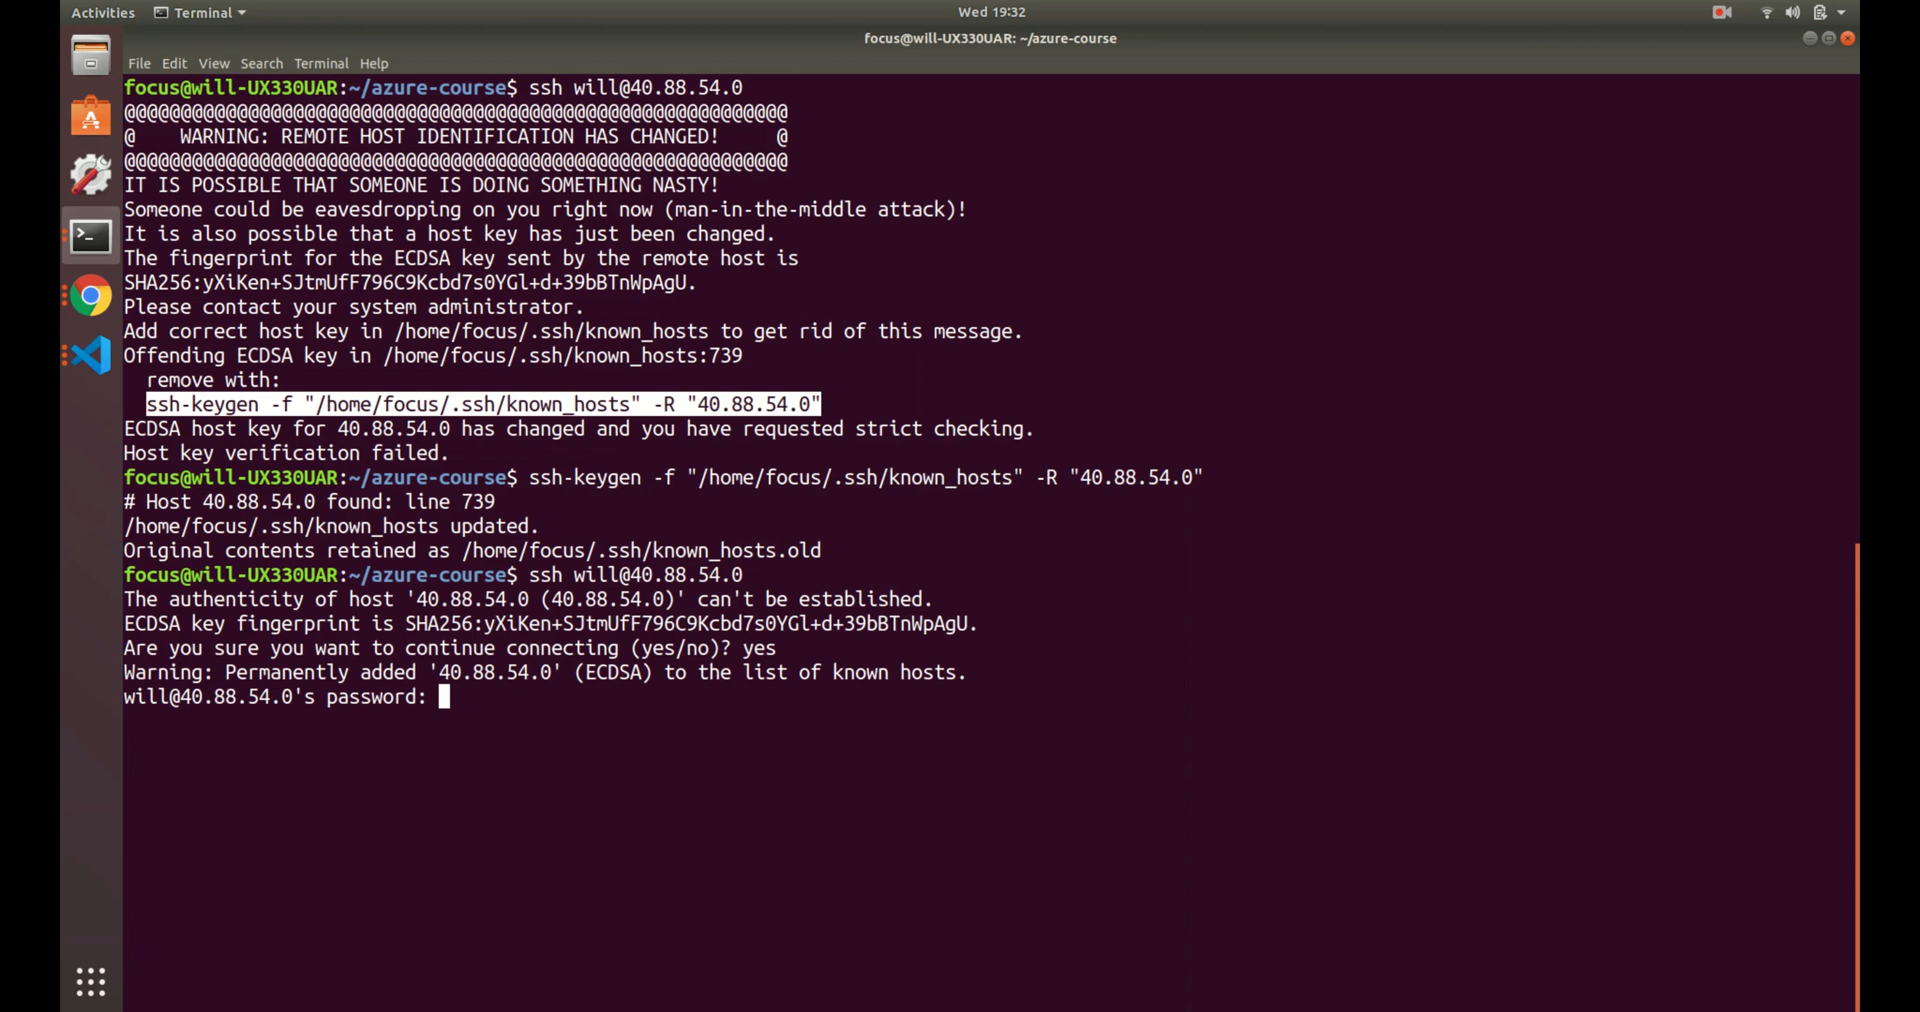 Activities Terminal Wed 19:32
focus@will-UX330UAR: ~/azure-course
File Edit View Search Terminal Help
focus@will-UX330UAR:~/azure-course$ ssh will@40.88.54.0
@@@@@@@@@@@@@@@@@@@@@@@@@@@@@@@@@@@@@@@@@@@@@@@@@@@@@@@@@@@
@    WARNING: REMOTE HOST IDENTIFICATION HAS CHANGED!     @
@@@@@@@@@@@@@@@@@@@@@@@@@@@@@@@@@@@@@@@@@@@@@@@@@@@@@@@@@@@
IT IS POSSIBLE THAT SOMEONE IS DOING SOMETHING NASTY!
Someone could be eavesdropping on you right now (man-in-the-middle attack)!
It is also possible that a host key has just been changed.
The fingerprint for the ECDSA key sent by the remote host is
SHA256:yXiKen+SJtmUfF796C9Kcbd7s0YGl+d+39bBTnWpAgU.
Please contact your system administrator.
Add correct host key in /home/focus/.ssh/known_hosts to get rid of this message.
Offending ECDSA key in /home/focus/.ssh/known_hosts:739
  remove with:
  ssh-keygen -f "/home/focus/.ssh/known_hosts" -R "40.88.54.0"
ECDSA host key for 40.88.54.0 has changed and you have requested strict checking.
Host key verification failed.
focus@will-UX330UAR:~/azure-course$ ssh-keygen -f "/home/focus/.ssh/known_hosts" -R "40.88.54.0"
# Host 40.88.54.0 found: line 739
/home/focus/.ssh/known_hosts updated.
Original contents retained as /home/focus/.ssh/known_hosts.old
focus@will-UX330UAR:~/azure-course$ ssh will@40.88.54.0
The authenticity of host '40.88.54.0 (40.88.54.0)' can't be established.
ECDSA key fingerprint is SHA256:yXiKen+SJtmUfF796C9Kcbd7s0YGl+d+39bBTnWpAgU.
Are you sure you want to continue connecting (yes/no)? yes
Warning: Permanently added '40.88.54.0' (ECDSA) to the list of known hosts.
will@40.88.54.0's password: